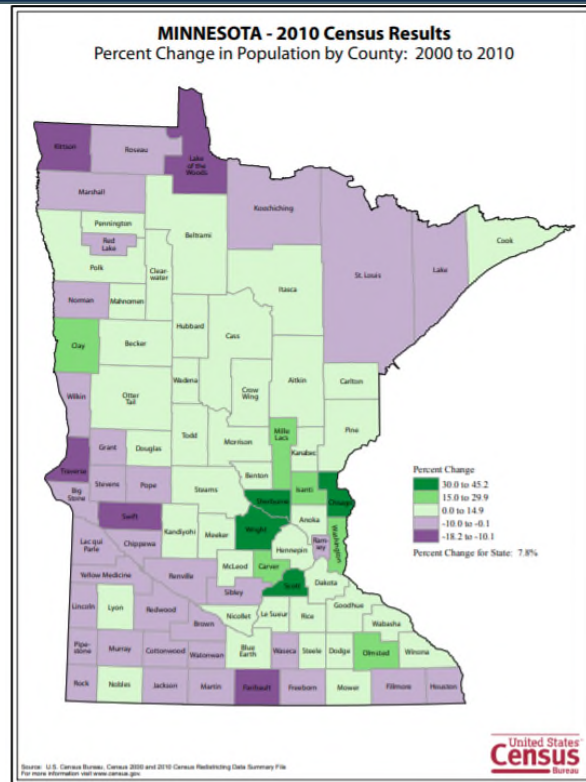 MINNESOTA - 2010 Census Results
Percent Change in Population by County: 2000 to 2010
Kittson
Roseau
Lake
of the
Woods
Marshall
Koochiching
Pennington
Beltrami
Red
Lake
Cook
Polk
Clear-
water
St. Louis
Lake
Itasca
Norman
Mahnomen
Hubbard
Cass
Clay
Becker
Wadena
Crow
Wing
Aitkin
Carlton
Wilkin
Otter
Tail
Pine
Todd
Mille
Lacs
Grant
Douglas
Morrison
Kanabec
Traverse
Stevens
Pope
Benton
Big
Stone
Stearns
Isanti
Chisago
Sherburne
Swift
Anoka
Wright
Kandiyohi
Meeker
Ram-
sey
Washington
Lac qui
Parle
Chippewa
Hennepin
McLeod
Carver
Yellow Medicine
Renville
Dakota
Scott
Sibley
Lincoln
Lyon
Redwood
Goodhue
Nicollet
Le Sueur
Rice
Wabasha
Brown
Pipe-
stone
Murray
Cottonwood
Watonwan
Blue
Earth
Waseca
Steele
Dodge
Olmsted
Winona
Rock
Nobles
Jackson
Martin
Faribault
Freeborn
Mower
Fillmore
Houston
Percent Change
30.0 to 45.2
15.0 to 29.9
0.0 to 14.9
-10.0 to -0.1
-18.2 to -10.1
Percent Change for State: 7.8%
Source: U.S. Census Bureau, Census 2000 and 2010 Census Redistricting Data Summary File
For more information visit www.census.gov.
United States
Census
Bureau